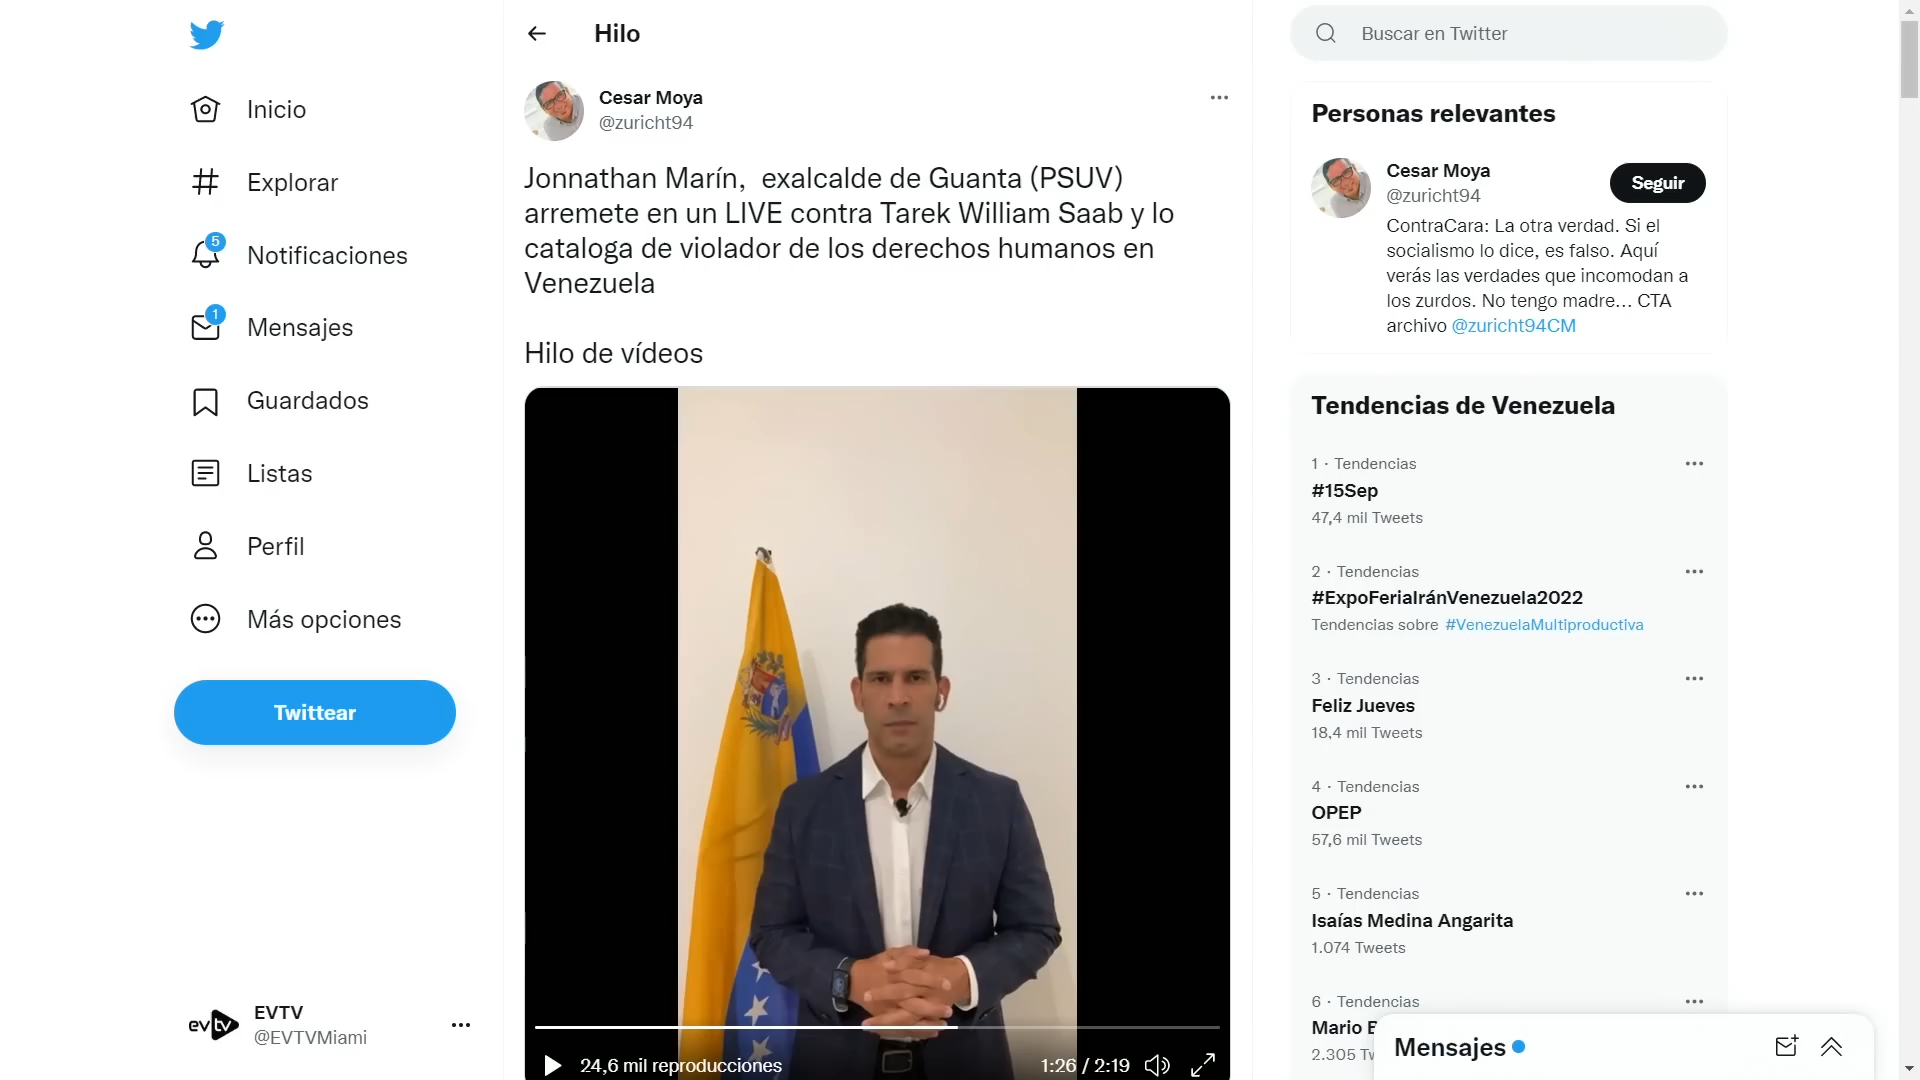 Inicio
Explorar
5
Notificaciones
1
Mensajes
Guardados
Listas
Perfil
Más opciones
Twittear
evtv
EVTV
@EVTVMiami
Hilo
Cesar Moya
@zuricht94
Jonnathan Marín,  exalcalde de Guanta (PSUV)
arremete en un LIVE contra Tarek William Saab y lo
cataloga de violador de los derechos humanos en
Venezuela
Hilo de vídeos
24,6 mil reproducciones
1:26 / 2:19
Buscar en Twitter
Personas relevantes
Cesar Moya
@zuricht94
Seguir
ContraCara: La otra verdad. Si el
socialismo lo dice, es falso. Aquí
verás las verdades que incomodan a
los zurdos. No tengo madre... CTA
archivo @zuricht94CM
Tendencias de Venezuela
1 · Tendencias
#15Sep
47,4 mil Tweets
2 · Tendencias
#ExpoFeriaIránVenezuela2022
Tendencias sobre #VenezuelaMultiproductiva
3 · Tendencias
Feliz Jueves
18,4 mil Tweets
4 · Tendencias
OPEP
57,6 mil Tweets
5 · Tendencias
Isaías Medina Angarita
1.074 Tweets
6 · Tendencias
Mario
2.305
Mensajes